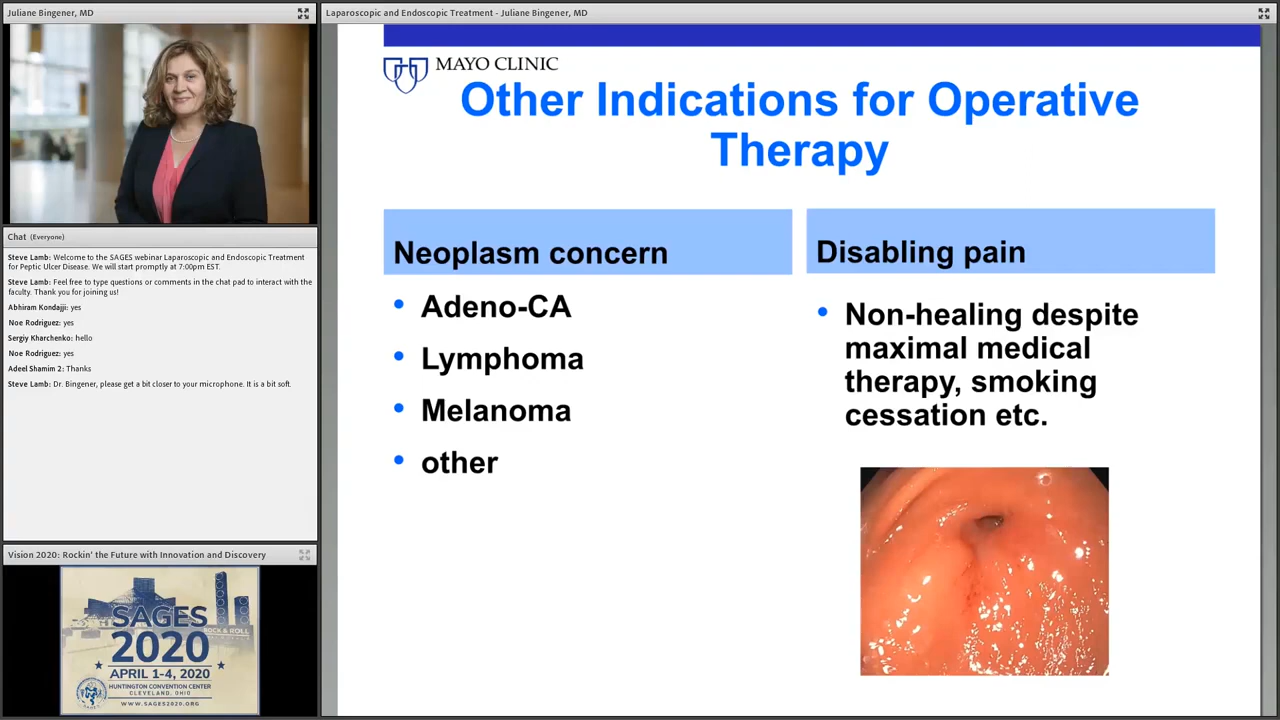 Juliane Bingener, MD
Laparoscopic and Endoscopic Treatment - Juliane Bingener, MD
MAYO CLINIC
Other Indications for Operative
Therapy
Neoplasm concern
Adeno-CA
Lymphoma
Melanoma
other
Disabling pain
Non-healing despite
maximal medical
therapy, smoking
cessation etc.
Chat (Everyone)
Steve Lamb: Welcome to the SAGES webinar Laparoscopic and Endoscopic Treatment
for Peptic Ulcer Disease. We will start promptly at 7:00pm EST.
Steve Lamb: Feel free to type questions or comments in the chat pad to interact with the
faculty. Thank you for joining us!
Abhiram Kondajji: yes
Noe Rodriguez: yes
Sergiy Kharchenko: hello
Noe Rodriguez: yes
Adeel Shamim 2: Thanks
Steve Lamb: Dr. Bingener, please get a bit closer to your microphone. It is a bit soft.
Vision 2020: Rockin' the Future with Innovation and Discovery
SAGES
ROCK & ROLL
2020
APRIL 1-4, 2020
HUNTINGTON CONVENTION CENTER
CLEVELAND, OHIO
WWW.SAGES2020.ORG